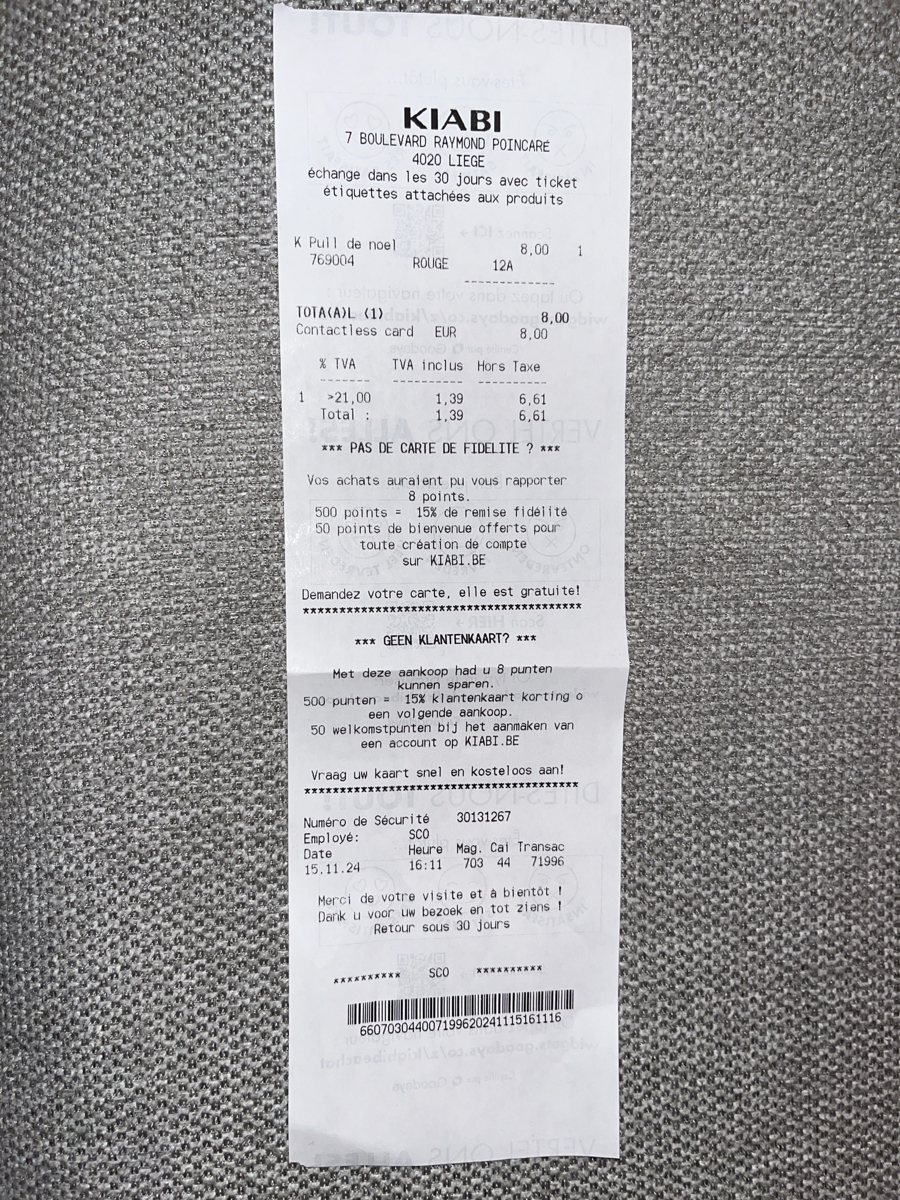 KIABI
7 BOULEVARD RAYMOND POINCARE
4020 LIEGE
échange dans les 30 jours avec ticket
étiquettes attachées aux produits
K Pull de noel 8,00 1
769004 ROUGE 12A
------------
TOTA(A)L (1) 8,00
Contactless card EUR 8,00
% TVA TVA inclus Hors Taxe
------- ---------- ----------
1 >21,00 1,39 6,61
Total : 1,39 6,61
*** PAS DE CARTE DE FIDELITE ? ***
Vos achats auraient pu vous rapporter
8 points.
500 points = 15% de remise fidélité
50 points de bienvenue offerts pour
toute création de compte
sur KIABI.BE
Demandez votre carte, elle est gratuite!
****************************************
*** GEEN KLANTENKAART? ***
Met deze aankoop had u 8 punten
kunnen sparen.
500 punten = 15% klantenkaart korting o
een volgende aankoop.
50 welkomstpunten bij het aanmaken van
een account op KIABI.BE
Vraag uw kaart snel en kosteloos aan!
****************************************
Numéro de Sécurité 30131267
Employé: SCO
Date Heure Mag. Cai Transac
15.11.24 16:11 703 44 71996
Merci de votre visite et à bientôt !
Dank u voor uw bezoek en tot ziens !
Retour sous 30 jours
********** SCO **********
660703044007199620241115161116